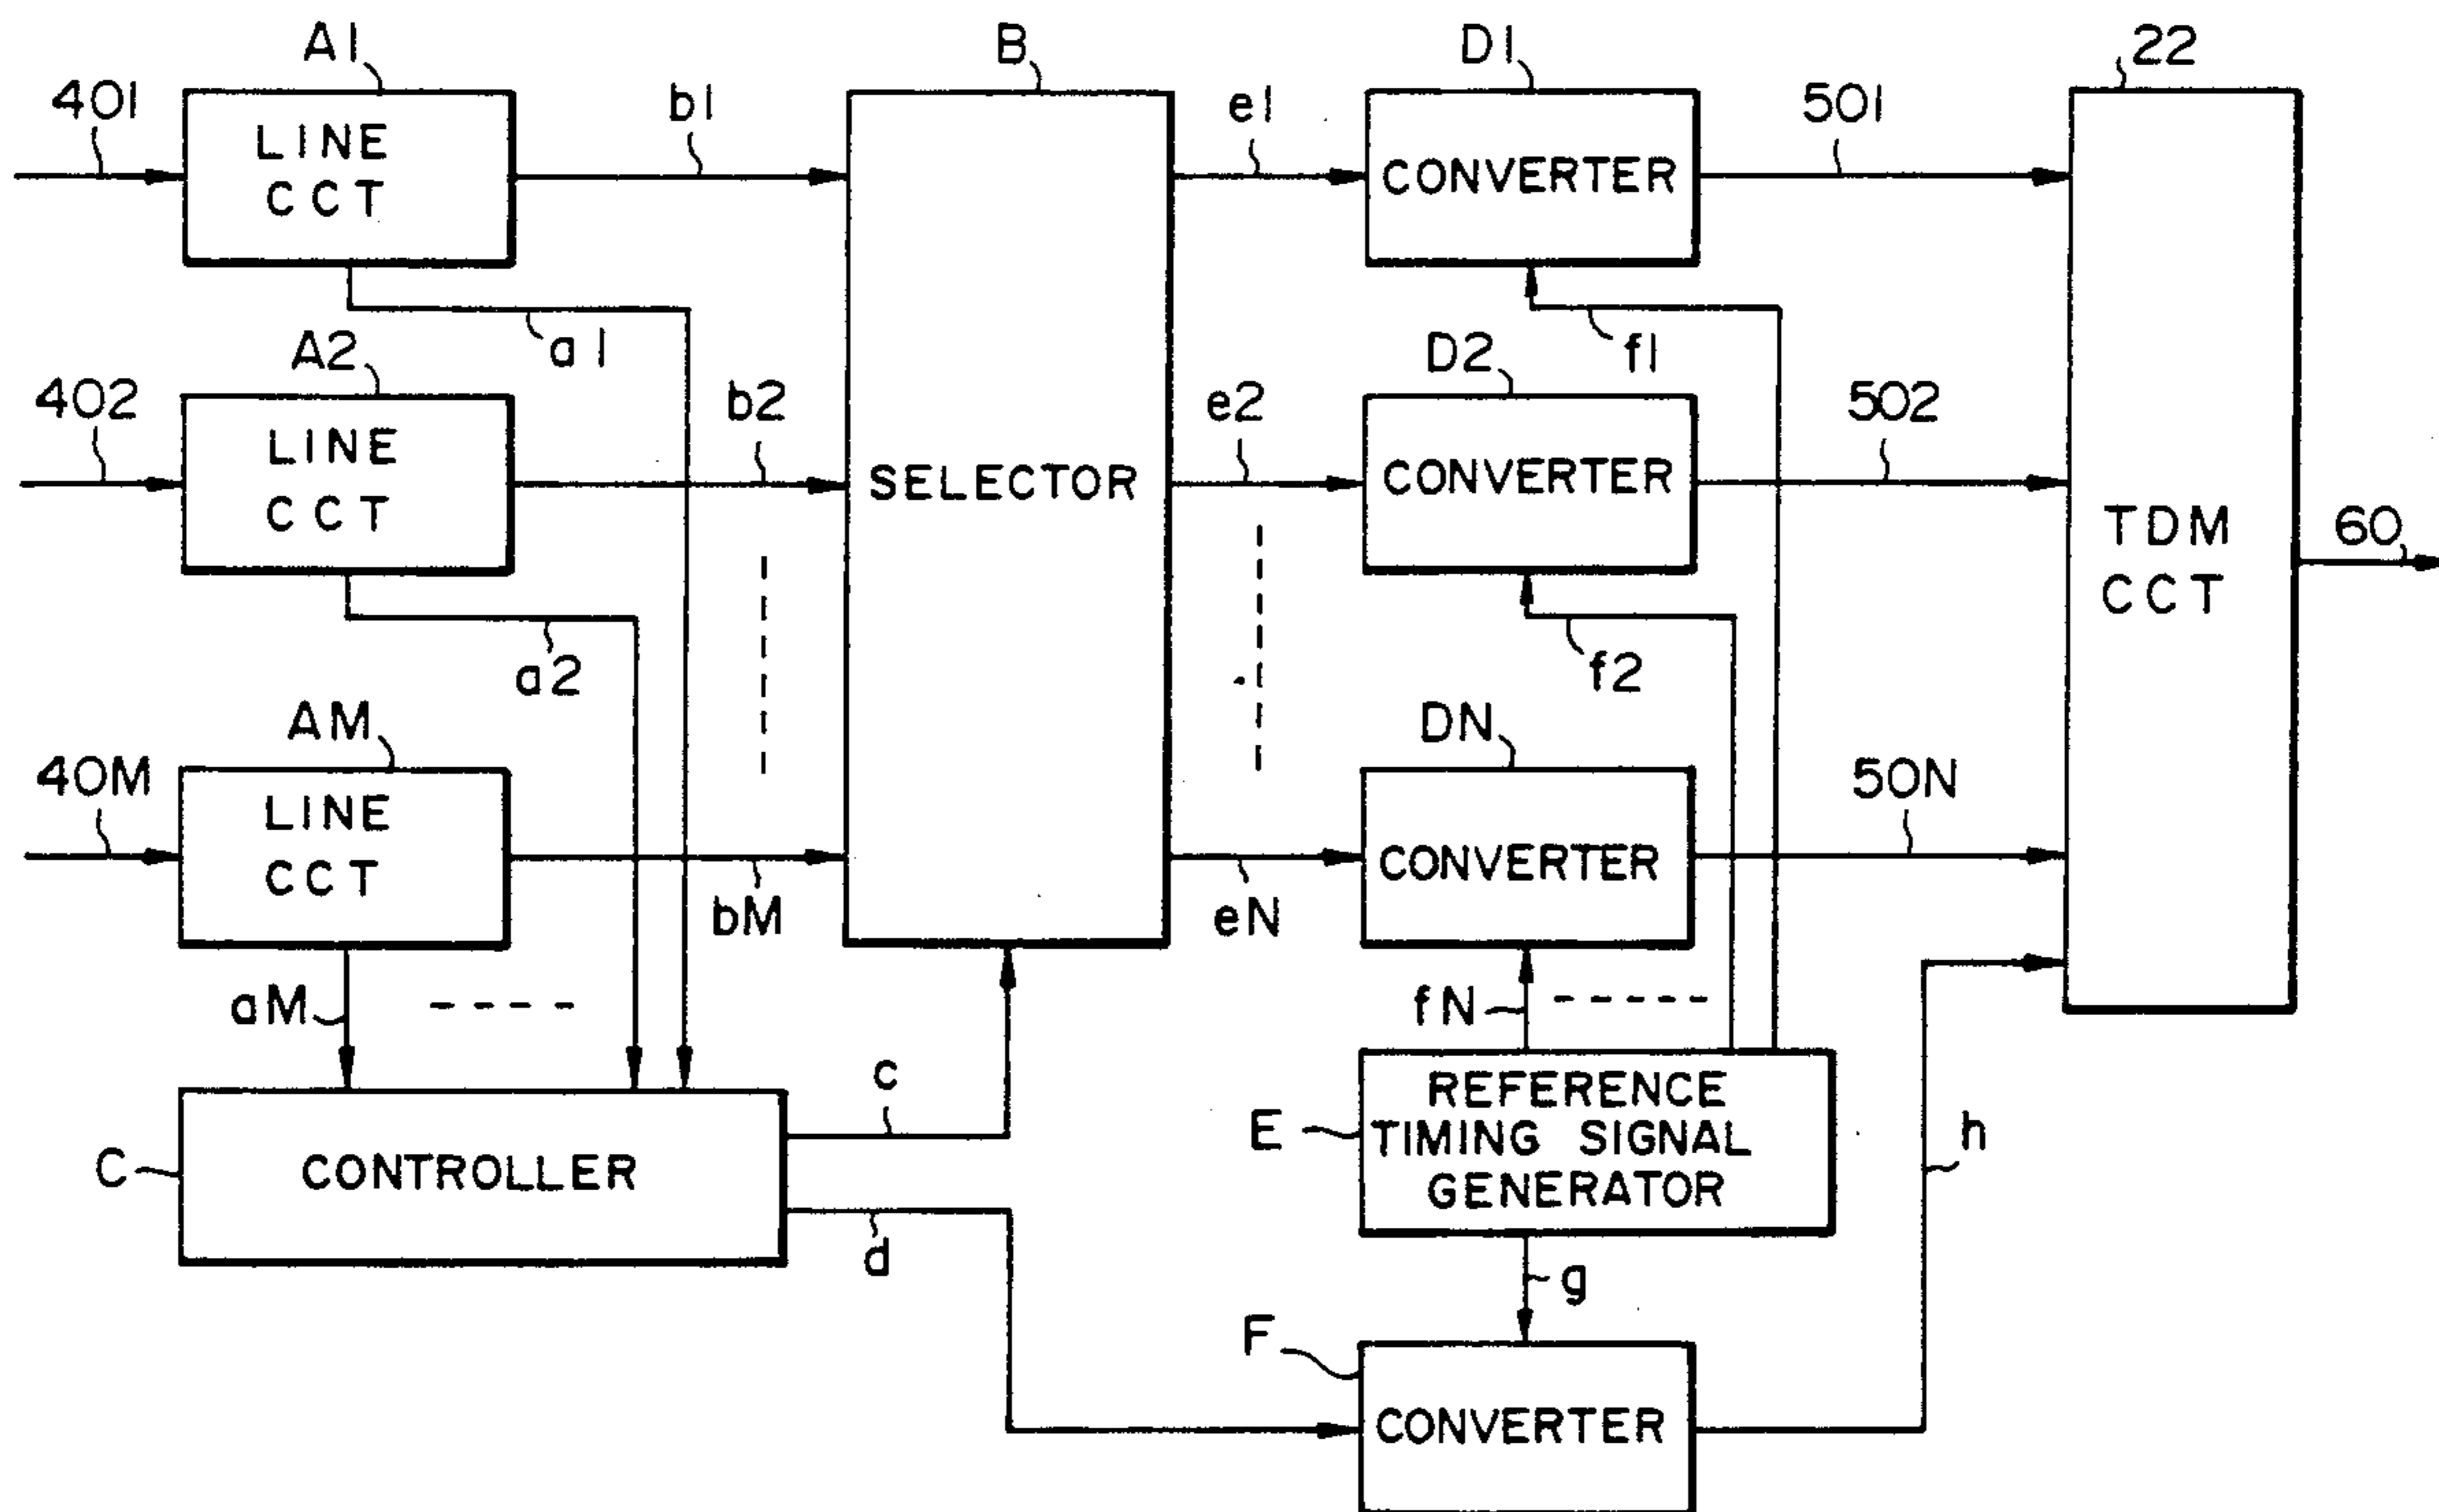 A1
B
D1
22
401
LINE
CCT
b1
e1
CONVERTER
501
a1
f1
A2
D2
402
LINE
CCT
b2
SELECTOR
e2
CONVERTER
502
TDM
CCT
60
a2
f2
AM
DN
40M
LINE
CCT
bM
eN
CONVERTER
50N
aM
fN
c
C
CONTROLLER
d
E
REFERENCE
TIMING SIGNAL
GENERATOR
h
g
F
CONVERTER